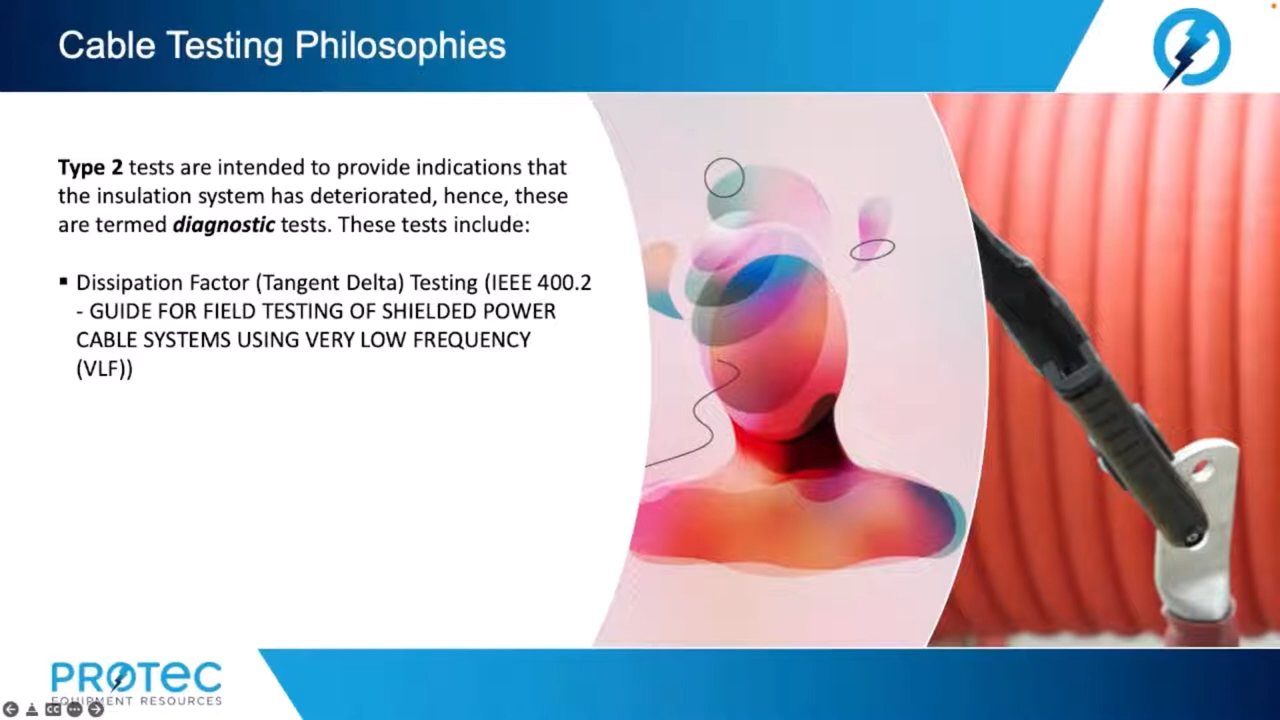 Cable Testing Philosophies
Type 2 tests are intended to provide indications that
the insulation system has deteriorated, hence, these
are termed diagnostic tests. These tests include:
▪ Dissipation Factor (Tangent Delta) Testing (IEEE 400.2
- GUIDE FOR FIELD TESTING OF SHIELDED POWER
CABLE SYSTEMS USING VERY LOW FREQUENCY
(VLF))
PROTEC
EQUIPMENT RESOURCES
CC